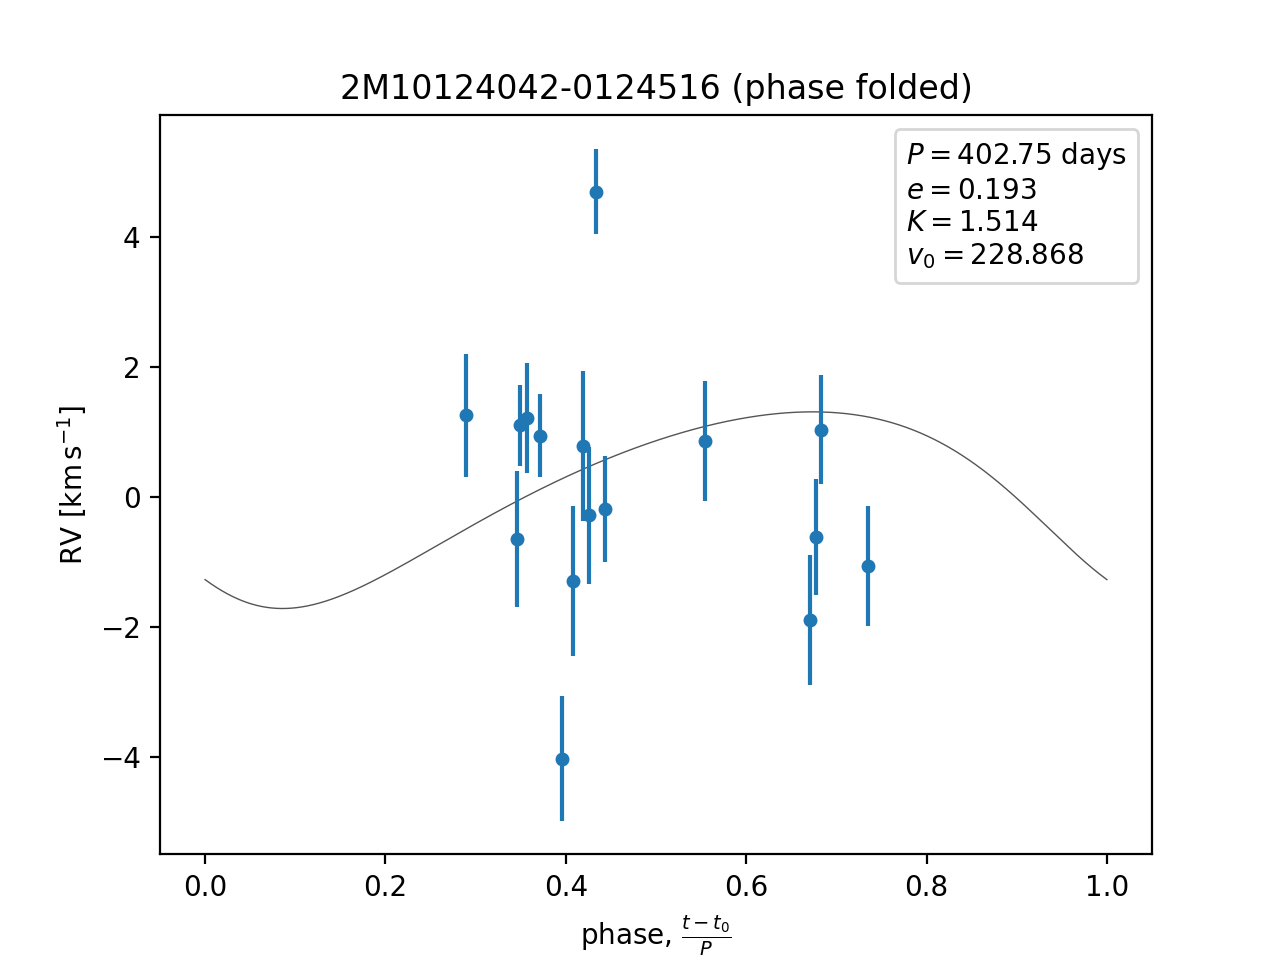 2M10124042-0124516 (phase folded)
P = 402.75 days
e = 0.193
K = 1.514
v₀ = 228.868
RV [km s⁻¹]
4
2
0
−2
−4
0.0 0.2 0.4 0.6 0.8 1.0
phase, (t − t₀)/P